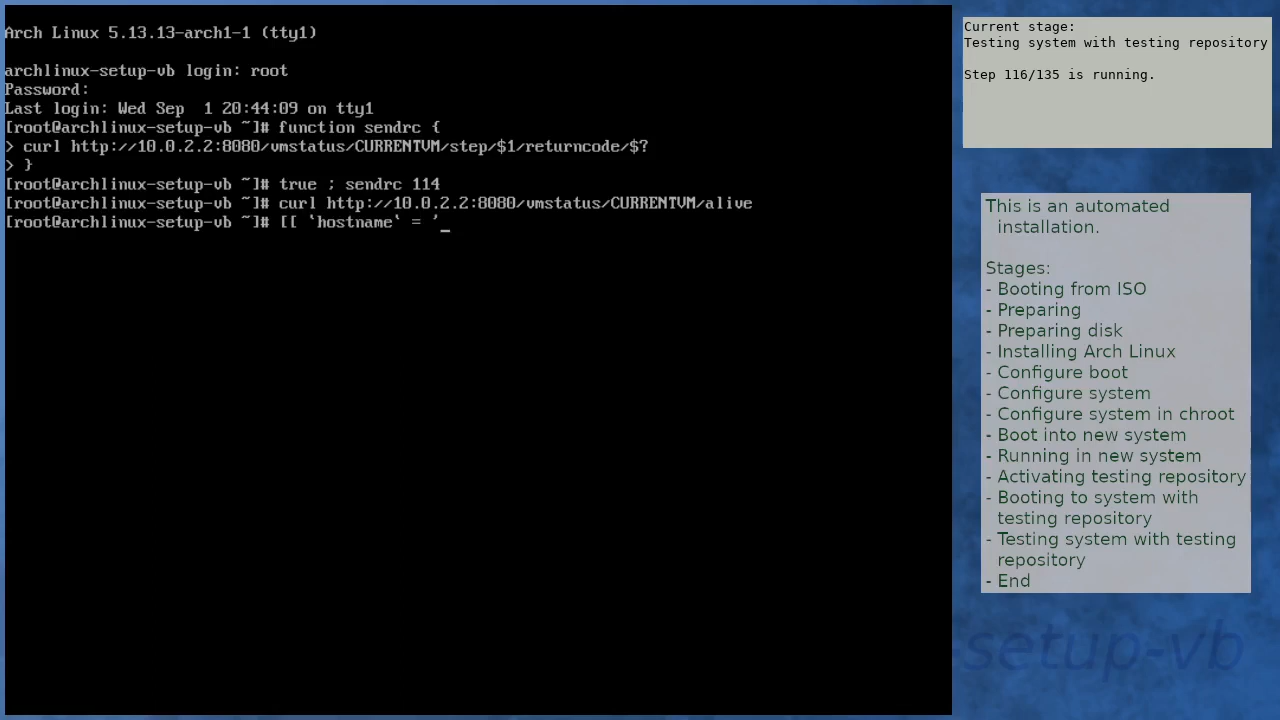 Arch Linux 5.13.13-arch1-1 (tty1)
archlinux-setup-vb login: root
Password:
Last login: Wed Sep  1 20:44:09 on tty1
[root@archlinux-setup-vb ~]# function sendrc {
> curl http://10.0.2.2:8080/vmstatus/CURRENTVM/step/$1/returncode/$?
> }
[root@archlinux-setup-vb ~]# true ; sendrc 114
[root@archlinux-setup-vb ~]# curl http://10.0.2.2:8080/vmstatus/CURRENTVM/alive
[root@archlinux-setup-vb ~]# [[ `hostname` = '_
Current stage:
Testing system with testing repository
Step 116/135 is running.
This is an automated
installation.
Stages:
- Booting from ISO
- Preparing
- Preparing disk
- Installing Arch Linux
- Configure boot
- Configure system
- Configure system in chroot
- Boot into new system
- Running in new system
- Activating testing repository
- Booting to system with
testing repository
- Testing system with testing
repository
- End
-setup-vb